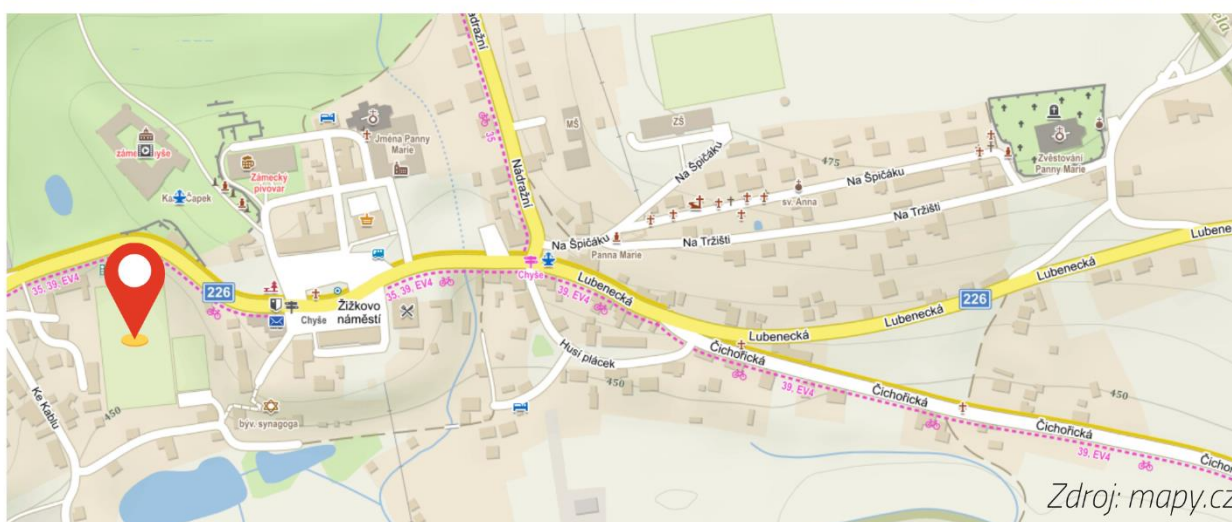 Nádražní
35
MŠ
ZŠ
475
Jména Panny
Marie
zámek Chyše
Zámecký
pivovar
Karel Čapek
Nádražní
Na Špičáku
Na Špičáku
sv. Anna
Zvěstování
Panny Marie
Na Tržišti
Na Tržišti
Na Špičáku
Panna Marie
Chyše
35, 39, EV4
226
Chyše
Žižkovo
náměstí
35, 39, EV4
Lubenecká
39, EV4
Lubenecká
Lubenecká
Lubenecká
226
Husí plácek
Čichořická
450
39, EV4
Čichořická
450
Čichořická
39, EV4
Ke Kablu
450
býv. synagoga
Zdroj: mapy.cz